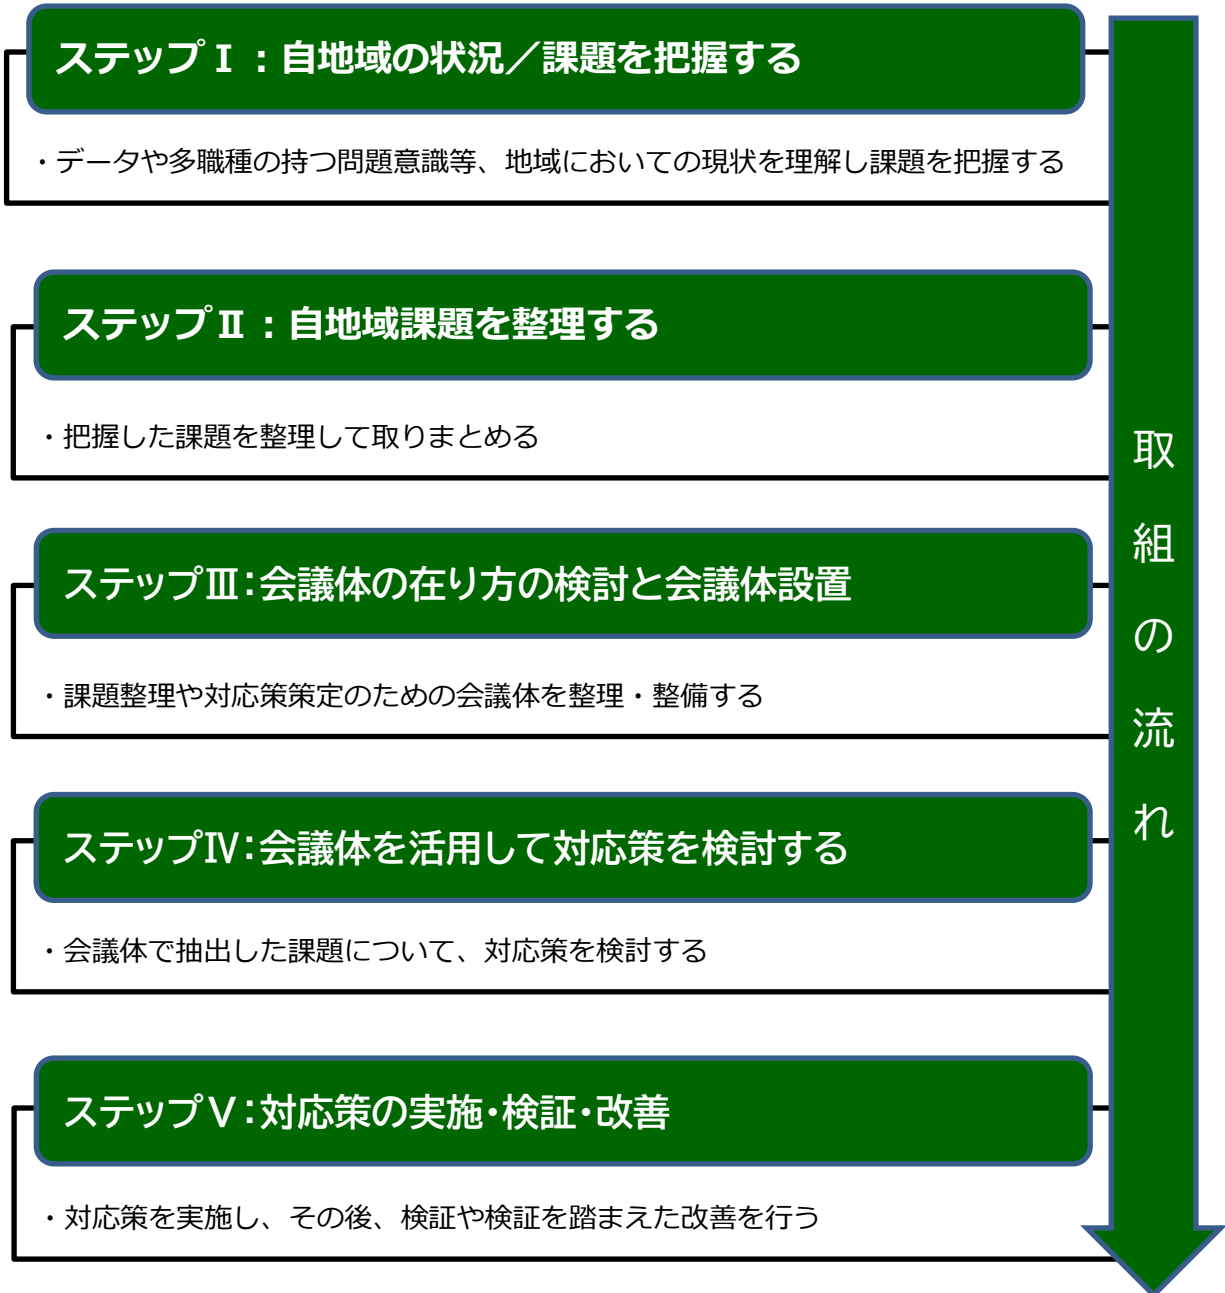 ステップⅠ：自地域の状況／課題を把握する
・データや多職種の持つ問題意識等、地域においての現状を理解し課題を把握する
ステップⅡ：自地域課題を整理する
・把握した課題を整理して取りまとめる
ステップⅢ：会議体の在り方の検討と会議体設置
・課題整理や対応策策定のための会議体を整理・整備する
ステップⅣ：会議体を活用して対応策を検討する
・会議体で抽出した課題について、対応策を検討する
ステップⅤ：対応策の実施・検証・改善
・対応策を実施し、その後、検証や検証を踏まえた改善を行う
取組の流れ